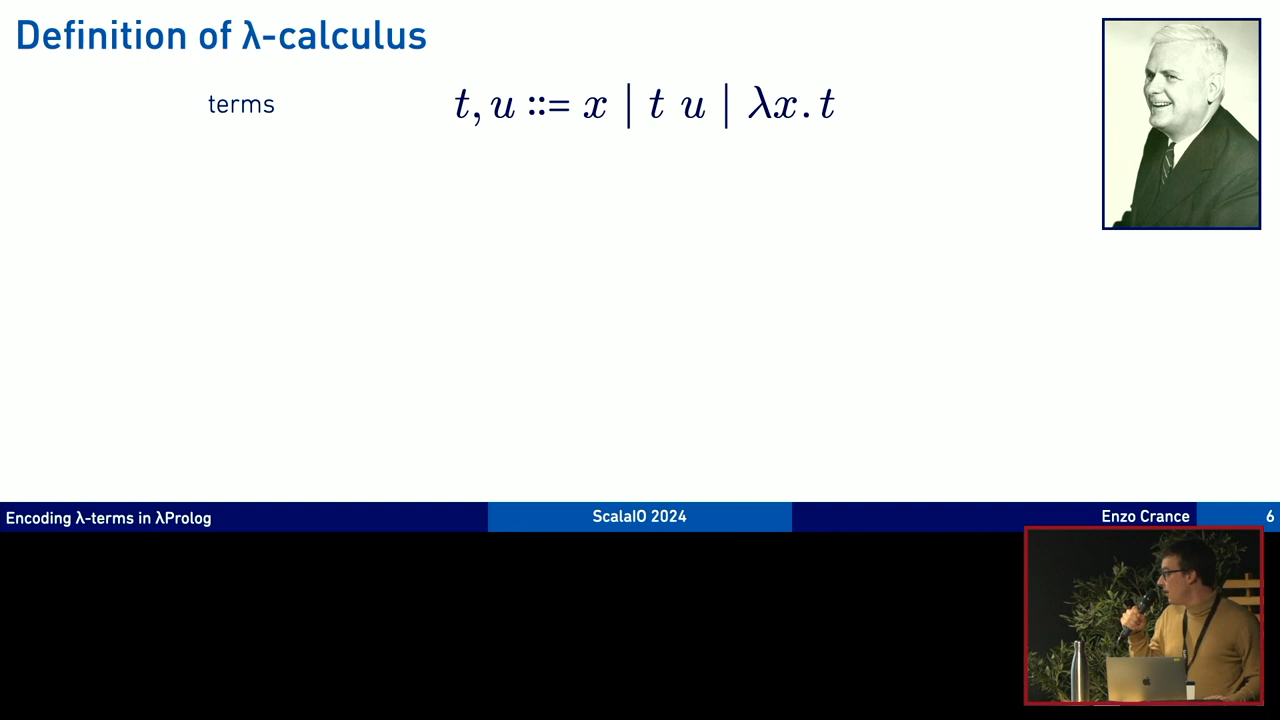 Definition of λ-calculus
terms
t, u ::= x | t u | λx. t
Encoding λ-terms in λProlog
ScalaIO 2024
Enzo Crance
6